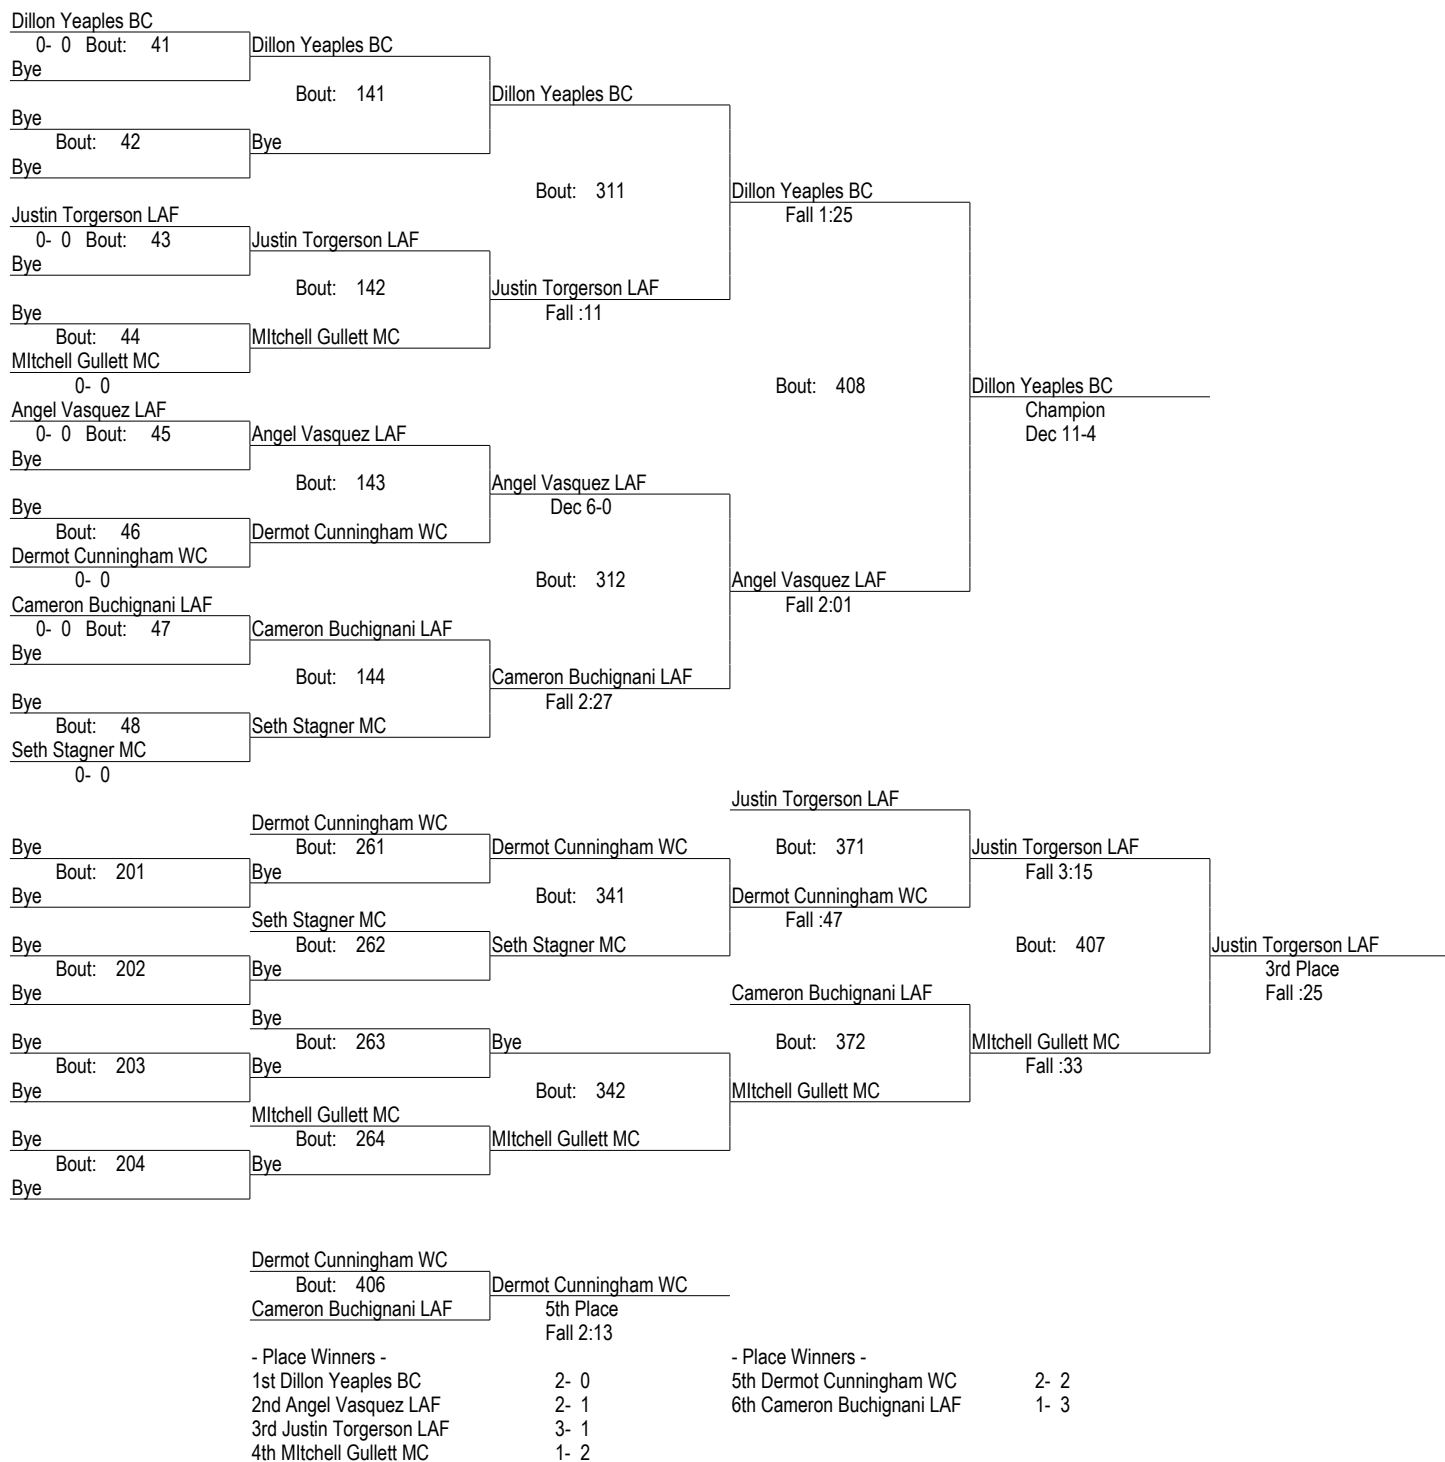 Dillon Yeaples BC
0- 0 Bout: 41 Dillon Yeaples BC
Bye
Bout: 141 Dillon Yeaples BC
Bye
Bout: 42 Bye
Bye
Bout: 311 Dillon Yeaples BC
Justin Torgerson LAF Fall 1:25
0- 0 Bout: 43 Justin Torgerson LAF
Bye
Bout: 142 Justin Torgerson LAF
Bye Fall :11
Bout: 44 MItchell Gullett MC
MItchell Gullett MC
0- 0 Bout: 408 Dillon Yeaples BC
Angel Vasquez LAF Champion
0- 0 Bout: 45 Angel Vasquez LAF Dec 11-4
Bye
Bout: 143 Angel Vasquez LAF
Bye Dec 6-0
Bout: 46 Dermot Cunningham WC
Dermot Cunningham WC
0- 0 Bout: 312 Angel Vasquez LAF
Cameron Buchignani LAF Fall 2:01
0- 0 Bout: 47 Cameron Buchignani LAF
Bye
Bout: 144 Cameron Buchignani LAF
Bye Fall 2:27
Bout: 48 Seth Stagner MC
Seth Stagner MC
0- 0
Justin Torgerson LAF
Dermot Cunningham WC
Bye Bout: 261 Dermot Cunningham WC Bout: 371 Justin Torgerson LAF
Bout: 201 Bye Fall 3:15
Bye Bout: 341 Dermot Cunningham WC
Seth Stagner MC Fall :47
Bye Bout: 262 Seth Stagner MC Bout: 407 Justin Torgerson LAF
Bout: 202 Bye 3rd Place
Bye Cameron Buchignani LAF Fall :25
Bye
Bye Bout: 263 Bye Bout: 372 MItchell Gullett MC
Bout: 203 Bye Fall :33
Bye Bout: 342 MItchell Gullett MC
MItchell Gullett MC
Bye Bout: 264 MItchell Gullett MC
Bout: 204 Bye
Bye
Dermot Cunningham WC
Bout: 406 Dermot Cunningham WC
Cameron Buchignani LAF 5th Place
Fall 2:13
- Place Winners - - Place Winners -
1st Dillon Yeaples BC 2- 0 5th Dermot Cunningham WC 2- 2
2nd Angel Vasquez LAF 2- 1 6th Cameron Buchignani LAF 1- 3
3rd Justin Torgerson LAF 3- 1
4th MItchell Gullett MC 1- 2